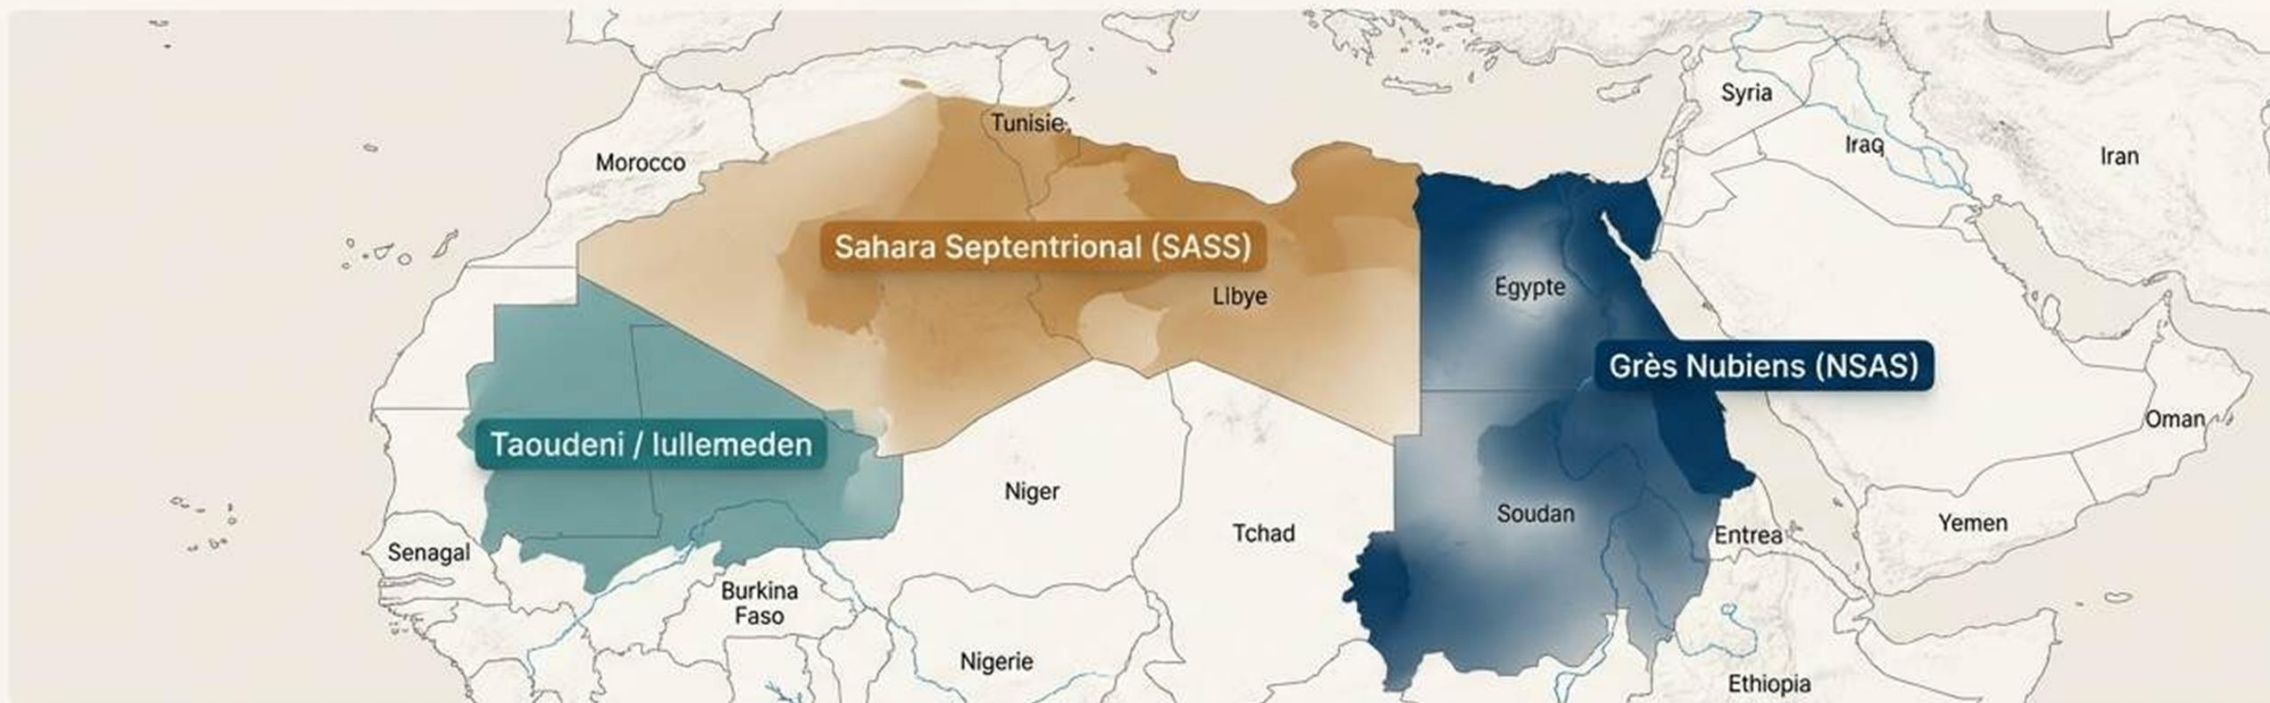 Syria
Tunisie
Iraq
Iran
Morocco
Sahara Septentrional (SASS)
Egypte
Libye
Grès Nubiens (NSAS)
Oman
Taoudeni / lullemeden
Niger
Soudan
Yemen
Tchad
Entrea
Senagal
Burkina
Faso
Nigerie
Ethiopia